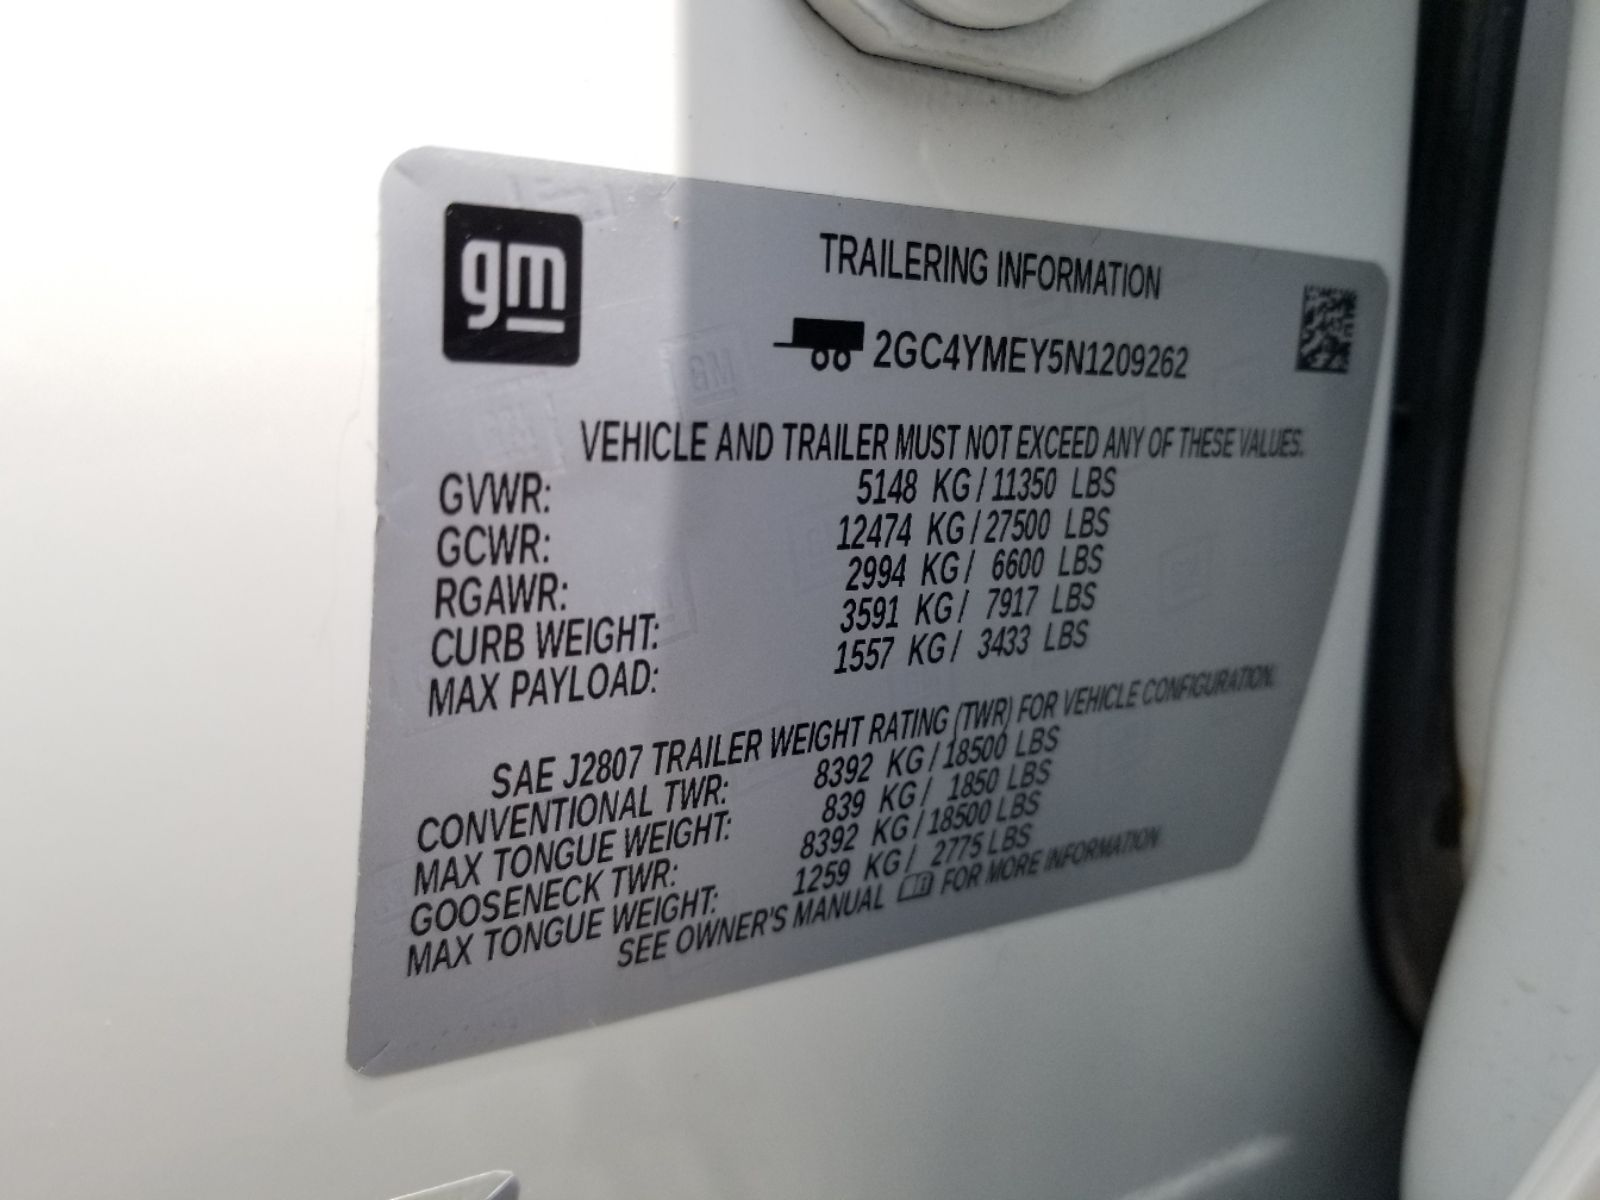 gm
TRAILERING INFORMATION
2GC4YMEY5N1209262
VEHICLE AND TRAILER MUST NOT EXCEED ANY OF THESE VALUES.
GVWR: 5148 KG / 11350 LBS
GCWR: 12474 KG / 27500 LBS
RGAWR: 2994 KG / 6600 LBS
CURB WEIGHT: 3591 KG / 7917 LBS
MAX PAYLOAD: 1557 KG / 3433 LBS
SAE J2807 TRAILER WEIGHT RATING (TWR) FOR VEHICLE CONFIGURATION.
CONVENTIONAL TWR: 8392 KG / 18500 LBS
MAX TONGUE WEIGHT: 839 KG / 1850 LBS
GOOSENECK TWR: 8392 KG / 18500 LBS
MAX TONGUE WEIGHT: 1259 KG / 2775 LBS
SEE OWNER'S MANUAL FOR MORE INFORMATION.